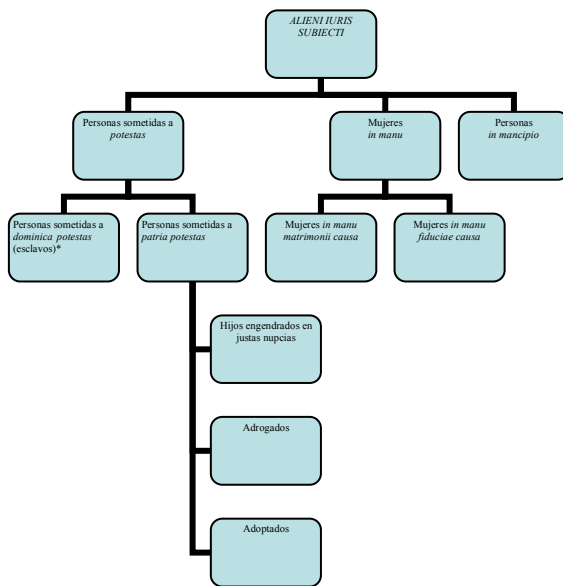 ALIENI IURIS
SUBIECTI
Personas sometidas a
potestas
Mujeres
in manu
Personas
in mancipio
Personas sometidas a
dominica potestas
(esclavos)*
Personas sometidas a
patria potestas
Mujeres in manu
matrimonii causa
Mujeres in manu
fiduciae causa
Hijos engendrados en
justas nupcias
Adrogados
Adoptados